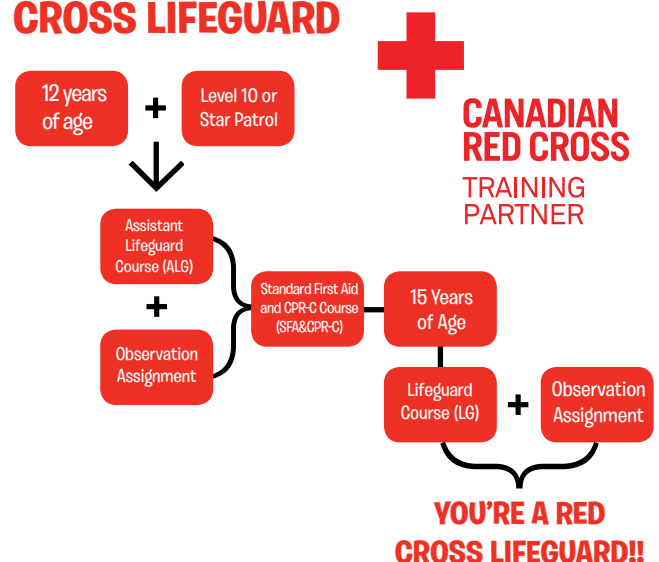 CROSS LIFEGUARD
12 years
of age
+
Level 10 or
Star Patrol
CANADIAN
RED CROSS
TRAINING
PARTNER
Assistant
Lifeguard
Course (ALG)
+
Observation
Assignment
Standard First Aid
and CPR-C Course
(SFA&CPR-C)
15 Years
of Age
Lifeguard
Course (LG)
+
Observation
Assignment
YOU'RE A RED
CROSS LIFEGUARD!!